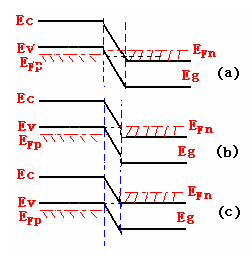 Ec
Ev EFn
EFp
Eg (a)
Ec
EFn
Ev
EFp (b)
Eg
Ec
EFn
Ev
EFp Eg (c)